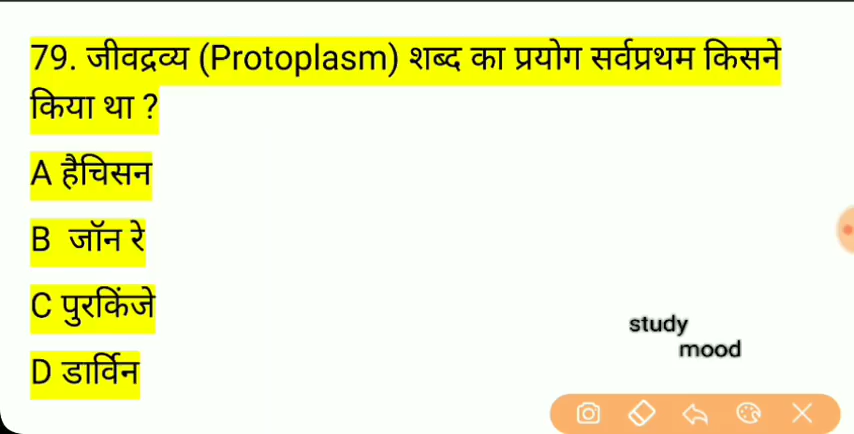 79. जीवद्रव्य (Protoplasm) शब्द का प्रयोग सर्वप्रथम किसने
किया था ?
A हैचिसन
B जॉन रे
C पुरकिंजे
D डार्विन
study
mood